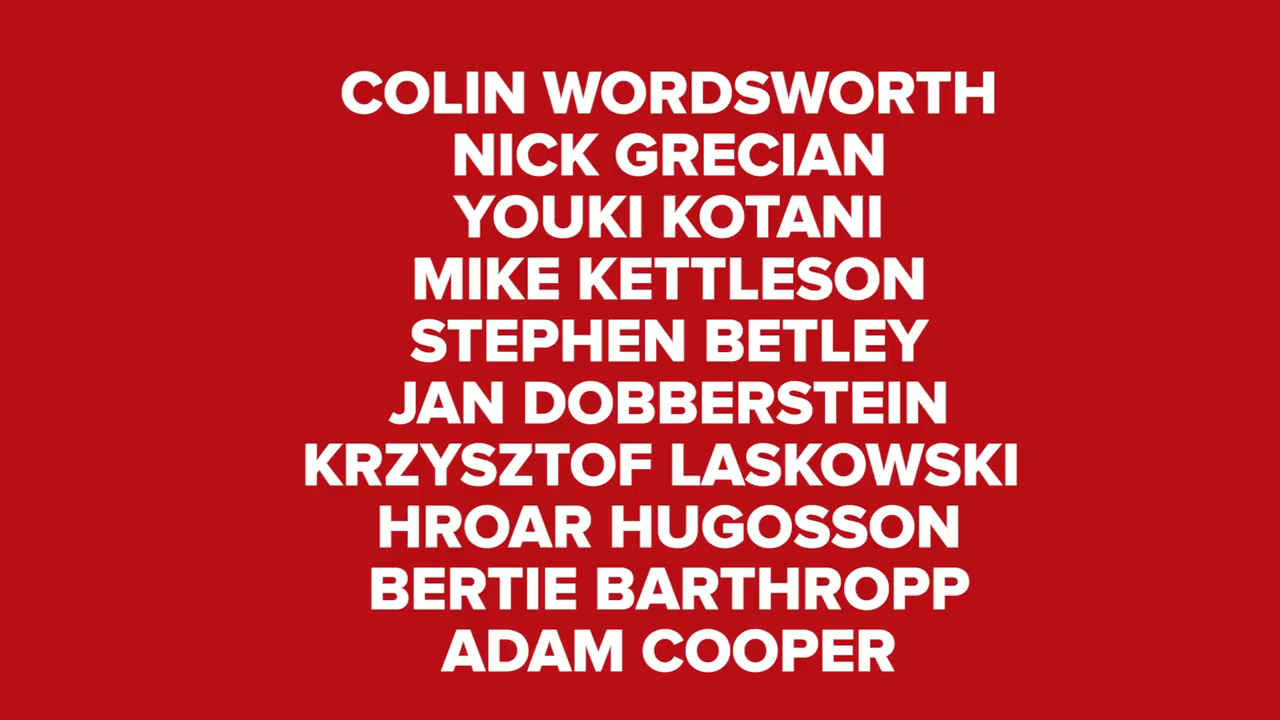 COLIN WORDSWORTH
NICK GRECIAN
YOUKI KOTANI
MIKE KETTLESON
STEPHEN BETLEY
JAN DOBBERSTEIN
KRZYSZTOF LASKOWSKI
HROAR HUGOSSON
BERTIE BARTHROPP
ADAM COOPER